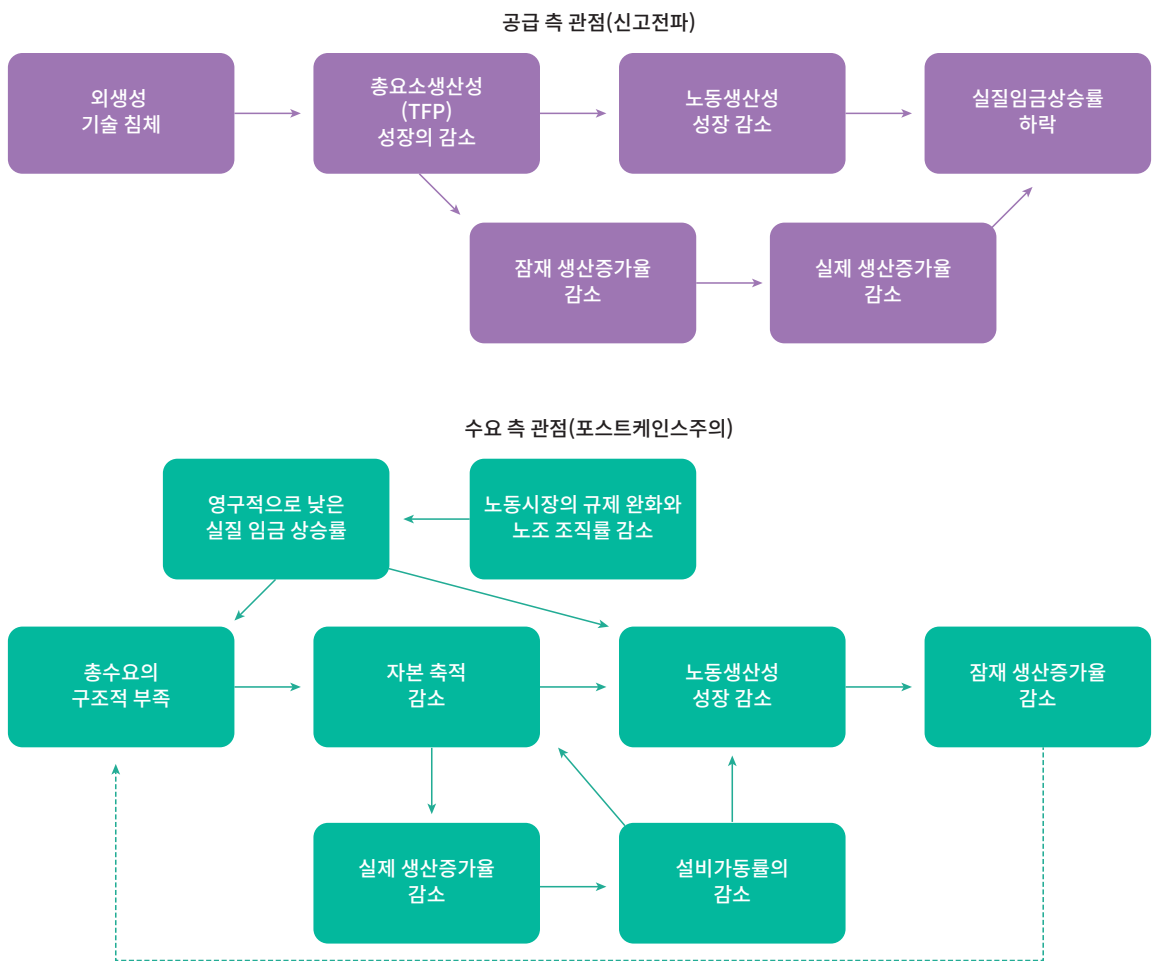 공급 측 관점(신고전파)
외생성
기술 침체
총요소생산성
(TFP)
성장의 감소
노동생산성
성장 감소
실질임금상승률
하락
잠재 생산증가율
감소
실제 생산증가율
감소
수요 측 관점(포스트케인스주의)
영구적으로 낮은
실질 임금 상승률
노동시장의 규제 완화와
노조 조직률 감소
총수요의
구조적 부족
자본 축적
감소
노동생산성
성장 감소
잠재 생산증가율
감소
실제 생산증가율
감소
설비가동률의
감소